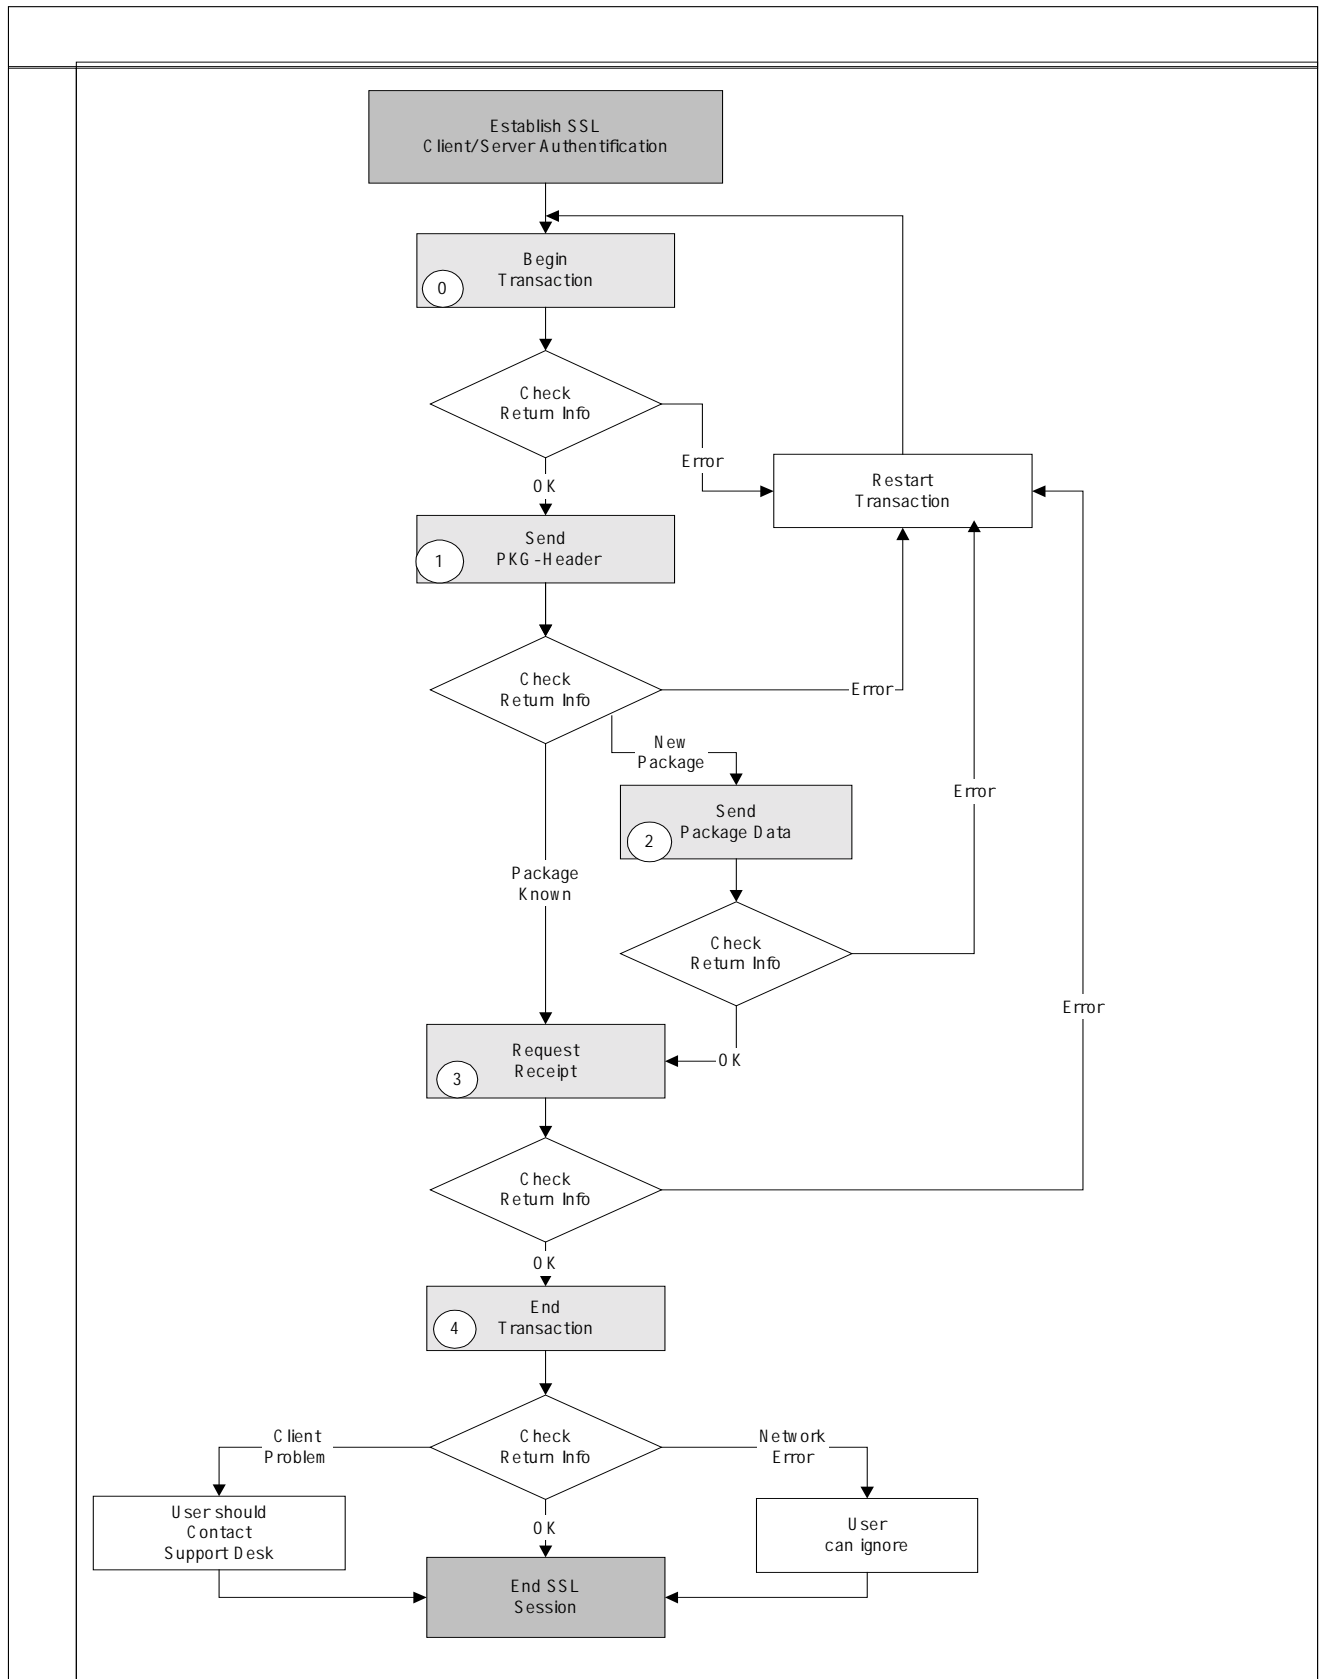 Establish SSL
Client/Server Authentification
Begin
Transaction
0
Check
Return Info
Error
OK
Restart
Transaction
Send
PKG-Header
1
Check
Return Info
Error
New
Package
Send
Package Data
2
Error
Package
Known
Check
Return Info
Error
OK
Request
Receipt
3
Check
Return Info
OK
End
Transaction
4
Client
Problem
Check
Return Info
Network
Error
User should
Contact
Support Desk
OK
User
can ignore
End SSL
Session